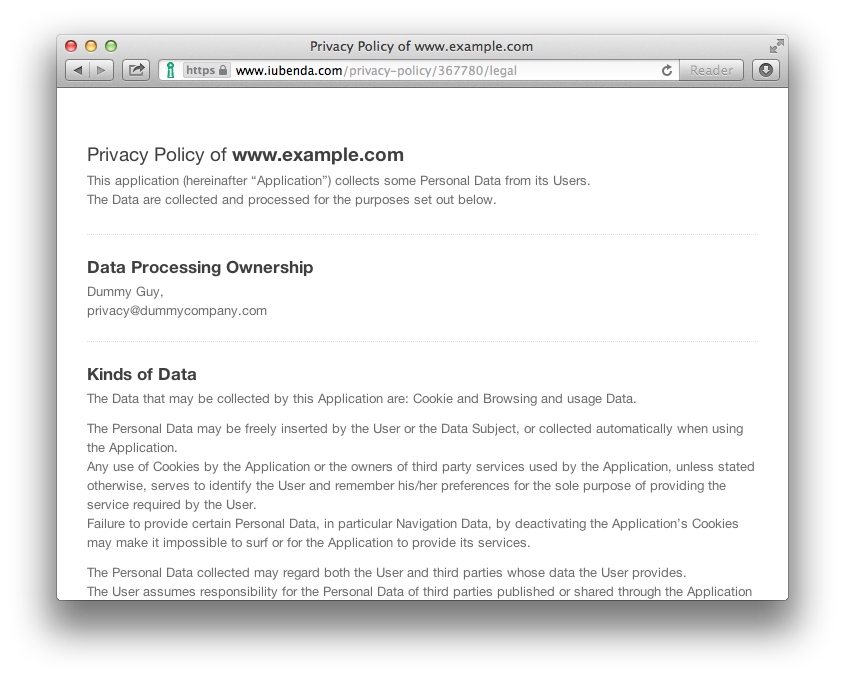 Privacy Policy of www.example.com
https www.iubenda.com/privacy-policy/367780/legal Reader
Privacy Policy of www.example.com
This application (hereinafter “Application”) collects some Personal Data from its Users.
The Data are collected and processed for the purposes set out below.
Data Processing Ownership
Dummy Guy,
privacy@dummycompany.com
Kinds of Data
The Data that may be collected by this Application are: Cookie and Browsing and usage Data.
The Personal Data may be freely inserted by the User or the Data Subject, or collected automatically when using
the Application.
Any use of Cookies by the Application or the owners of third party services used by the Application, unless stated
otherwise, serves to identify the User and remember his/her preferences for the sole purpose of providing the
service required by the User.
Failure to provide certain Personal Data, in particular Navigation Data, by deactivating the Application’s Cookies
may make it impossible to surf or for the Application to provide its services.
The Personal Data collected may regard both the User and third parties whose data the User provides.
The User assumes responsibility for the Personal Data of third parties published or shared through the Application